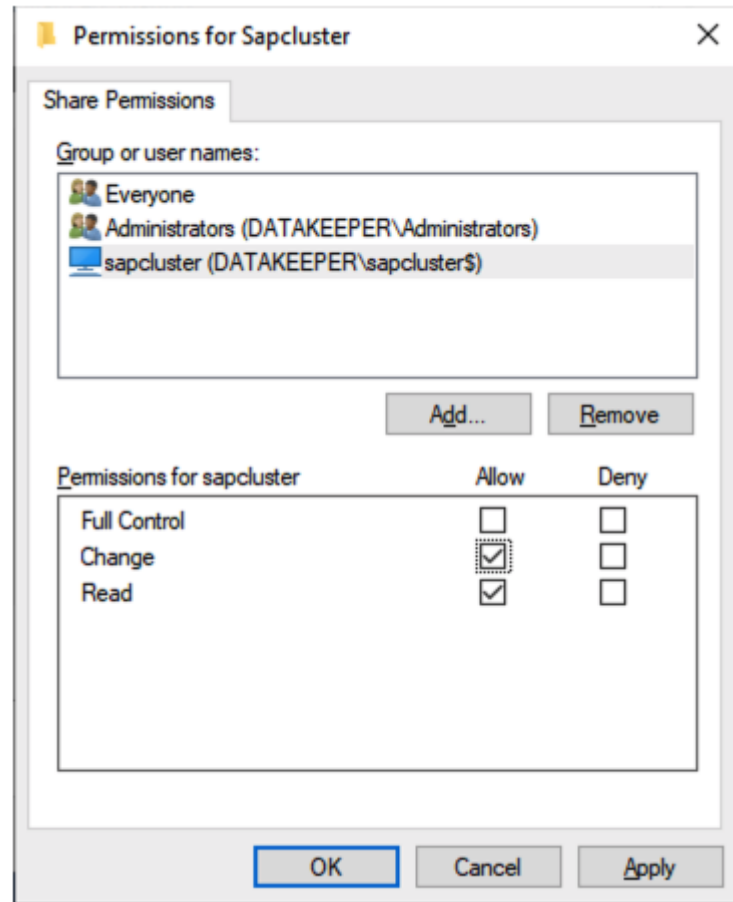 Permissions for Sapcluster
Share Permissions
Group or user names:
Everyone
Administrators (DATAKEEPER\Administrators)
sapcluster (DATAKEEPER\sapcluster$)
Add... Remove
Permissions for sapcluster Allow Deny
Full Control
Change
Read
OK Cancel Apply